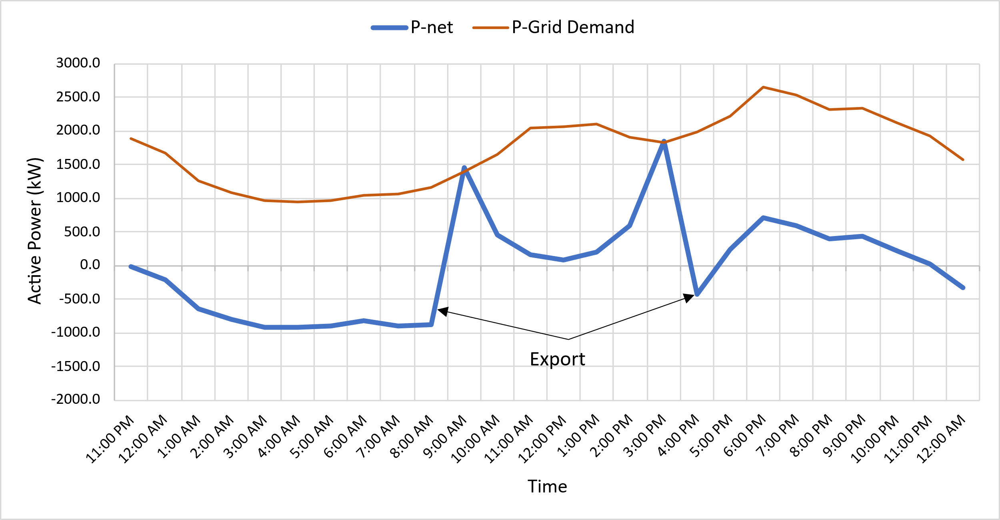 P-net P-Grid Demand
3000.0
2500.0
2000.0
1500.0
1000.0
500.0
0.0
-500.0
-1000.0
-1500.0
-2000.0
Active Power (kW)
Export
11:00 PM 12:00 AM 1:00 AM 2:00 AM 3:00 AM 4:00 AM 5:00 AM 6:00 AM 7:00 AM 8:00 AM 9:00 AM 10:00 AM 11:00 AM 12:00 PM 1:00 PM 2:00 PM 3:00 PM 4:00 PM 5:00 PM 6:00 PM 7:00 PM 8:00 PM 9:00 PM 10:00 PM 11:00 PM 12:00 AM
Time